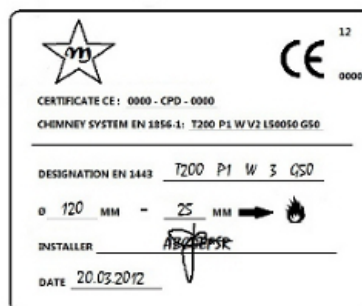 m
CE
12
0000
CERTIFICATE CE: 0000 - CPD - 0000
CHIMNEY SYSTEM EN 1856-1: T200 P1 W V2 L50050 G50
DESIGNATION EN 1443 T200 P1 W 3 G50
Ø 120 MM - 25 MM
INSTALLER
DATE 20.03.2012